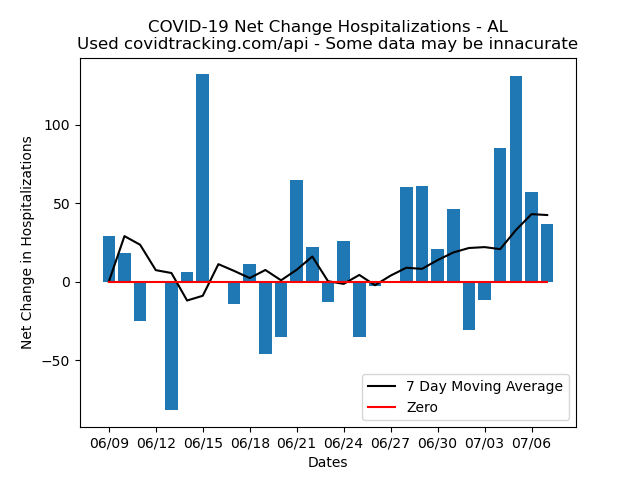 COVID-19 Net Change Hospitalizations - AL
Used covidtracking.com/api - Some data may be innacurate
Net Change in Hospitalizations
100
50
0
−50
7 Day Moving Average
Zero
06/09 06/12 06/15 06/18 06/21 06/24 06/27 06/30 07/03 07/06
Dates